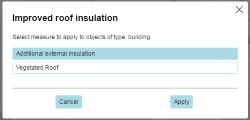 Improved roof insulation
Select measure to apply to objects of type: building
Additional external insulation
Vegetated Roof
Cancel
Apply